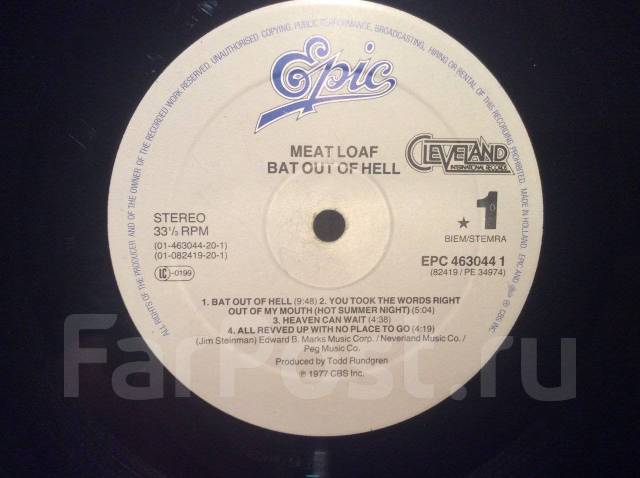 ALL RIGHTS OF THE PRODUCER AND OF THE OWNER OF THE RECORDED WORK RESERVED. UNAUTHORISED COPYING, PUBLIC PERFORMANCE, BROADCASTING, HIRING OR RENTAL OF THIS RECORDING PROHIBITED. MADE IN HOLLAND. EPIC AND
℗ CBS INC.
Epic
MEAT LOAF
BAT OUT OF HELL
CLEVELAND
INTERNATIONAL RECORDS
STEREO
33⅓ RPM
(01-463044-20-1)
(01-082419-20-1)
LC-0199
★ 1
BIEM/STEMRA
EPC 463044 1
(82419 / PE 34974)
1. BAT OUT OF HELL (9:48) 2. YOU TOOK THE WORDS RIGHT
OUT OF MY MOUTH (HOT SUMMER NIGHT) (5:04)
3. HEAVEN CAN WAIT (4:38)
4. ALL REVVED UP WITH NO PLACE TO GO (4:19)
(Jim Steinman) Edward B. Marks Music Corp. / Neverland Music Co. /
Peg Music Co.
Produced by Todd Rundgren
℗ 1977 CBS Inc.
FarPost.ru